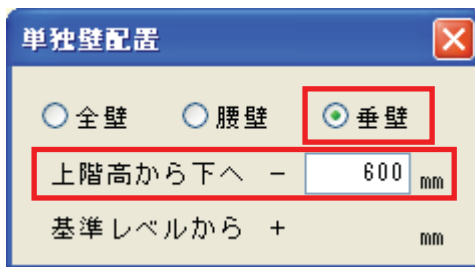 単独壁配置
全壁 腰壁 垂壁
上階高から下へ － 600 mm
基準レベルから ＋ mm